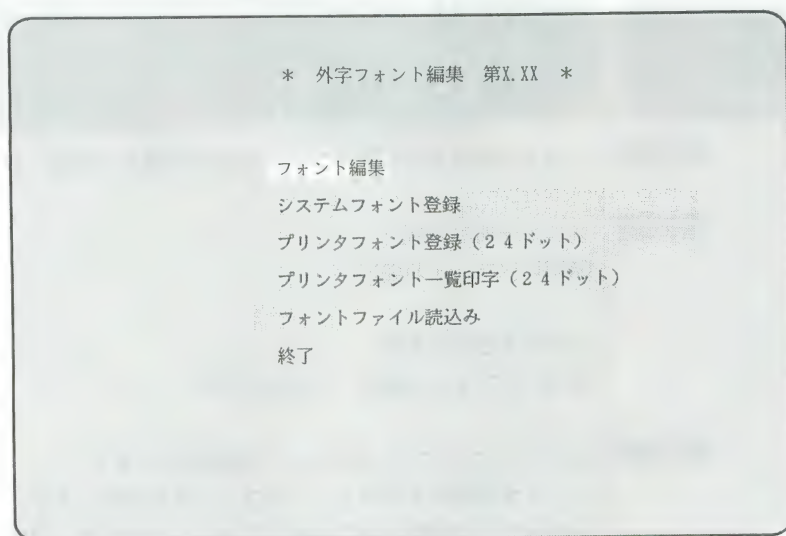 ＊　外字フォント編集　第X.XX　＊
フォント編集
システムフォント登録
プリンタフォント登録（２４ドット）
プリンタフォント一覧印字（２４ドット）
フォントファイル読込み
終了